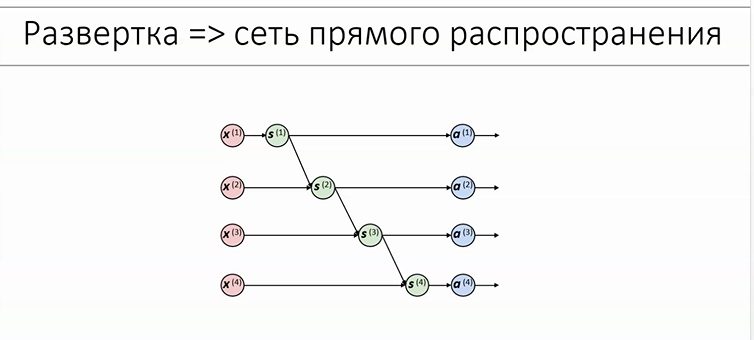 Развертка => сеть прямого распространения
x(1) s(1) a(1)
x(2) s(2) a(2)
x(3) s(3) a(3)
x(4) s(4) a(4)